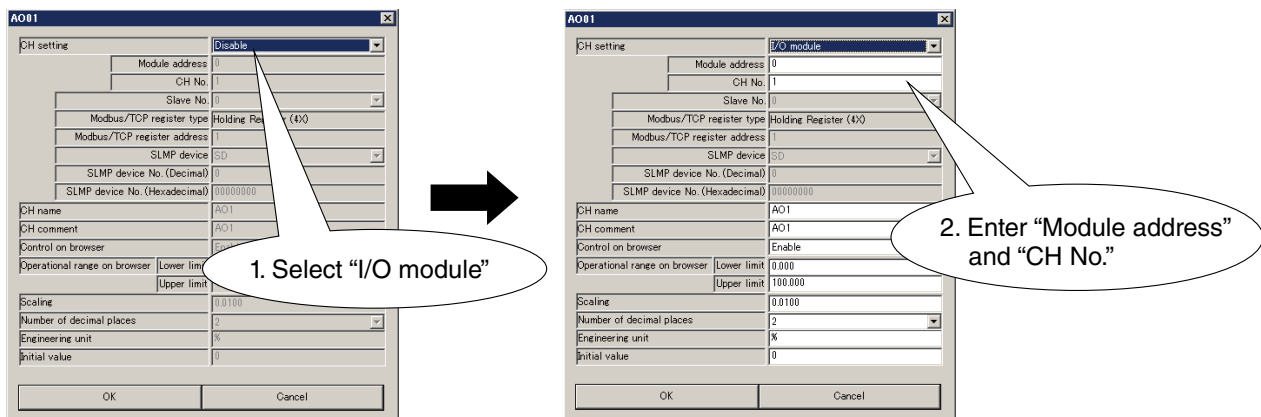 AO01
CH setting Disable
Module address 0
CH No. 1
Slave No. 0
Modbus/TCP register type Holding Register (4X)
Modbus/TCP register address 1
SLMP device SD
SLMP device No. (Decimal) 0
SLMP device No. (Hexadecimal) 00000000
CH name AO1
CH comment AO1
Control on browser
Operational range on browser Lower limit
Upper limit
Scaling 0.0100
Number of decimal places 2
Engineering unit %
Initial value 0
OK Cancel
1. Select “I/O module”
AO01
CH setting I/O module
Module address 0
CH No. 1
Slave No. 0
Modbus/TCP register type Holding Register (4X)
Modbus/TCP register address 1
SLMP device SD
SLMP device No. (Decimal) 0
SLMP device No. (Hexadecimal) 00000000
CH name AO1
CH comment AO1
Control on browser Enable
Operational range on browser Lower limit 0.000
Upper limit 100.000
Scaling 0.0100
Number of decimal places 2
Engineering unit %
Initial value 0
OK Cancel
2. Enter “Module address”
and “CH No.”